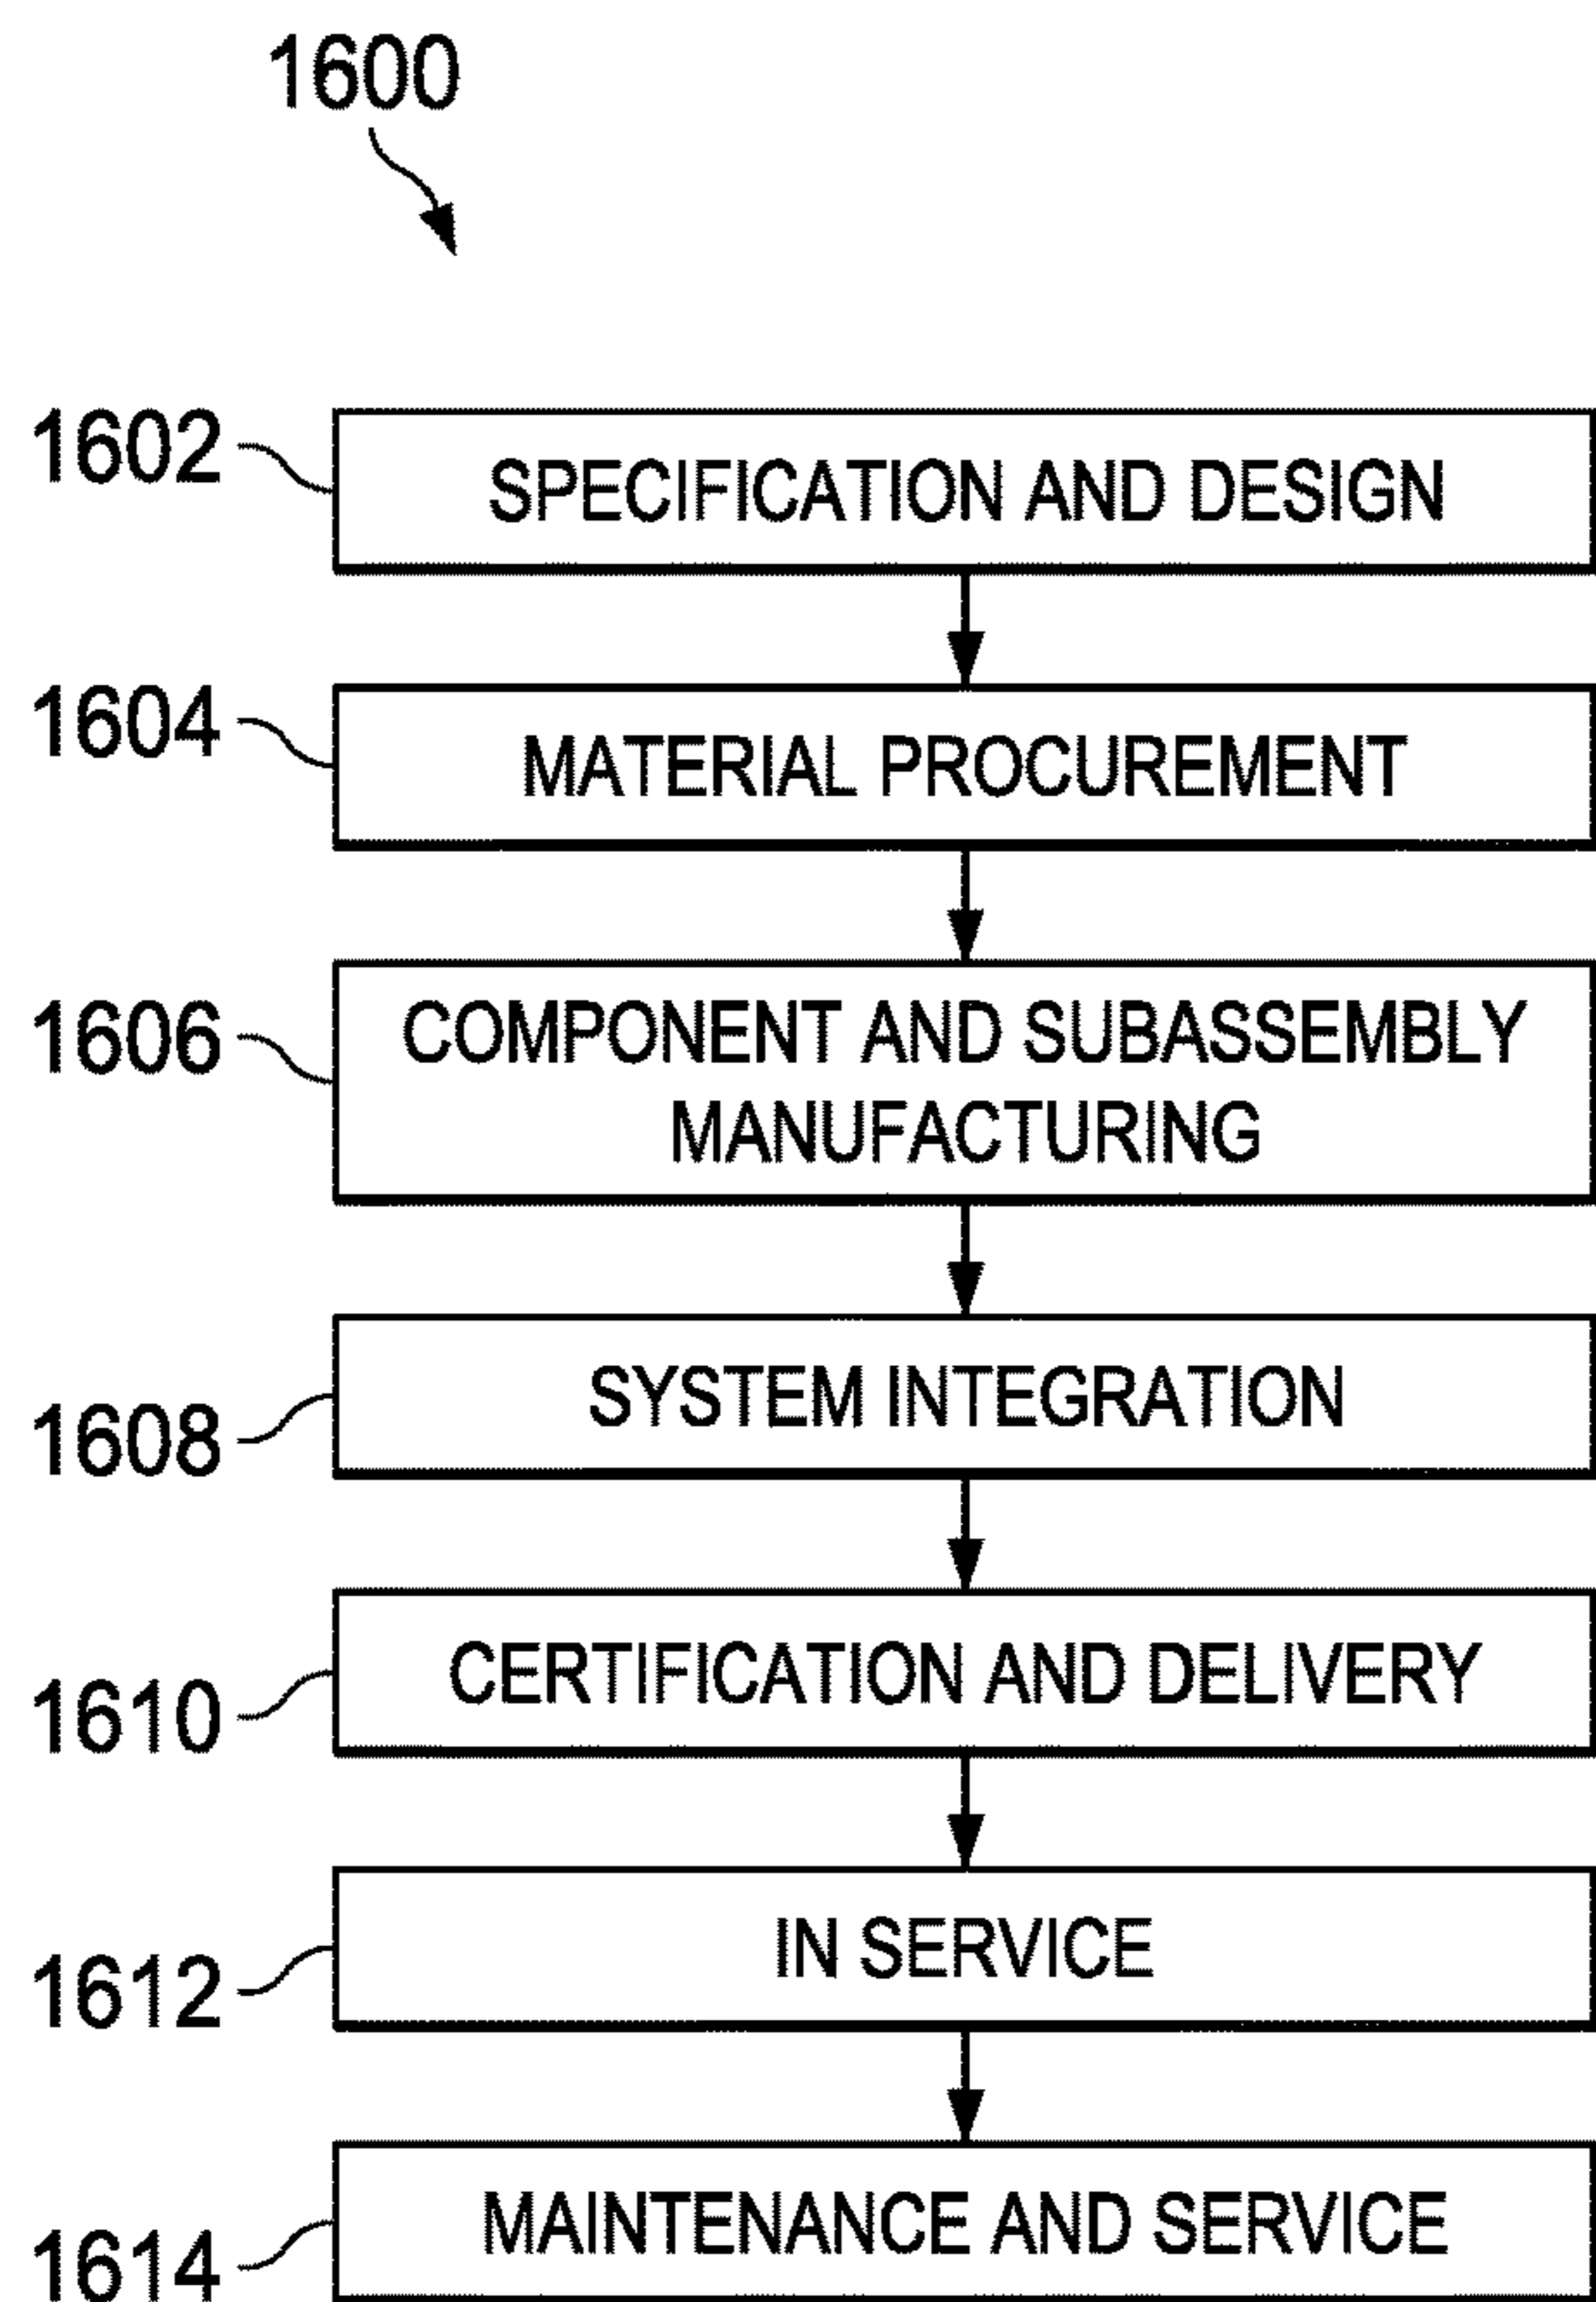 1600
1602
SPECIFICATION AND DESIGN
1604
MATERIAL PROCUREMENT
1606
COMPONENT AND SUBASSEMBLY
MANUFACTURING
1608
SYSTEM INTEGRATION
1610
CERTIFICATION AND DELIVERY
1612
IN SERVICE
1614
MAINTENANCE AND SERVICE